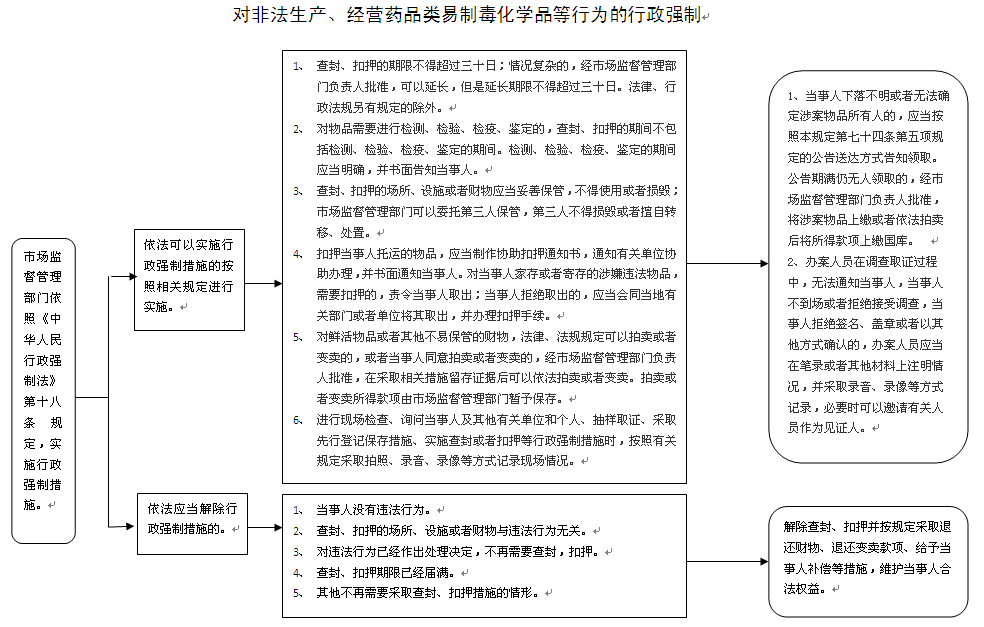 对非法生产、经营药品类易制毒化学品等行为的行政强制
市场监
督管理
部门依
照《中
华人民
行政强
制法》
第十八
条 规
定，实
施行政
强制措
施。
依法可以实施行
政强制措施的按
照相关规定进行
实施。
1、 查封、扣押的期限不得超过三十日；情况复杂的，经市场监督管理部
门负责人批准，可以延长，但是延长期限不得超过三十日。法律、行
政法规另有规定的除外。
2、 对物品需要进行检测、检验、检疫、鉴定的，查封、扣押的期间不包
括检测、检验、检疫、鉴定的期间。检测、检验、检疫、鉴定的期间
应当明确，并书面告知当事人。
3、 查封、扣押的场所、设施或者财物应当妥善保管，不得使用或者损毁；
市场监督管理部门可以委托第三人保管，第三人不得损毁或者擅自转
移、处置。
4、 扣押当事人托运的物品，应当制作协助扣押通知书，通知有关单位协
助办理，并书面通知当事人。对当事人家存或者寄存的涉嫌违法物品，
需要扣押的，责令当事人取出；当事人拒绝取出的，应当会同当地有
关部门或者单位将其取出，并办理扣押手续。
5、 对鲜活物品或者其他不易保管的财物，法律、法规规定可以拍卖或者
变卖的，或者当事人同意拍卖或者变卖的，经市场监督管理部门负责
人批准，在采取相关措施留存证据后可以依法拍卖或者变卖。拍卖或
者变卖所得款项由市场监督管理部门暂予保存。
6、 进行现场检查、询问当事人及其他有关单位和个人、抽样取证、采取
先行登记保存措施、实施查封或者扣押等行政强制措施时，按照有关
规定采取拍照、录音、录像等方式记录现场情况。
1、当事人下落不明或者无法确
定涉案物品所有人的，应当按
照本规定第七十四条第五项规
定的公告送达方式告知领取。
公告期满仍无人领取的，经市
场监督管理部门负责人批准，
将涉案物品上缴或者依法拍卖
后将所得款项上缴国库。
2、办案人员在调查取证过程
中，无法通知当事人，当事人
不到场或者拒绝接受调查，当
事人拒绝签名、盖章或者以其
他方式确认的，办案人员应当
在笔录或者其他材料上注明情
况，并采取录音、录像等方式
记录，必要时可以邀请有关人
员作为见证人。
依法应当解除行
政强制措施的。
1、 当事人没有违法行为。
2、 查封、扣押的场所、设施或者财物与违法行为无关。
3、 对违法行为已经作出处理决定，不再需要查封，扣押。
4、 查封、扣押期限已经届满。
5、 其他不再需要采取查封、扣押措施的情形。
解除查封、扣押并按规定采取退
还财物、退还变卖款项、给予当
事人补偿等措施，维护当事人合
法权益。